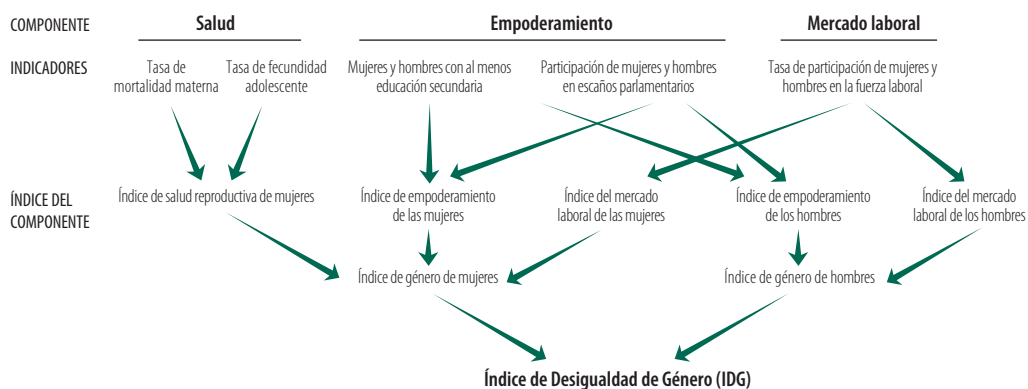 COMPONENTE
Salud
Empoderamiento
Mercado laboral
INDICADORES
Tasa de
mortalidad materna
Tasa de fecundidad
adolescente
Mujeres y hombres con al menos
educación secundaria
Participación de mujeres y hombres
en escaños parlamentarios
Tasa de participación de mujeres y
hombres en la fuerza laboral
ÍNDICE DEL
COMPONENTE
Índice de salud reproductiva de mujeres
Índice de empoderamiento
de las mujeres
Índice del mercado
laboral de las mujeres
Índice de empoderamiento
de los hombres
Índice del mercado
laboral de los hombres
Índice de género de mujeres
Índice de género de hombres
Índice de Desigualdad de Género (IDG)